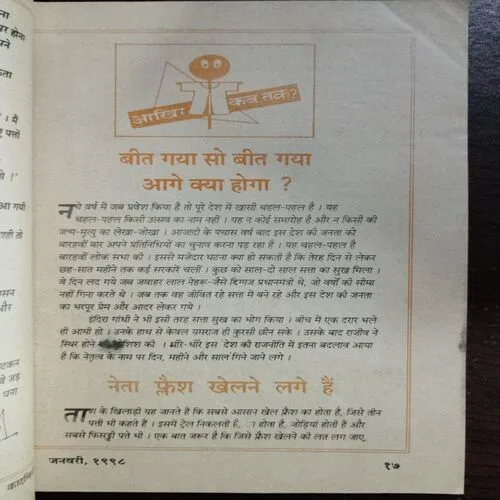 आखिर कब तक?
बीत गया सो बीत गया
आगे क्या होगा ?
नये वर्ष में जब प्रवेश किया है तो पूरे देश में खासी चहल-पहल है । यह
चहल-पहल किसी उत्सव का नाम नहीं । यह न कोई समारोह है और न किसी की
जन्म-मृत्यु का लेखा-जोखा । आजादी के पचास वर्ष बाद इस देश की जनता को
बारहवीं बार अपने प्रतिनिधियों का चुनाव करना पड़ रहा है । यह चहल-पहल है
बारहवीं लोक सभा की । इससे मजेदार घटना क्या हो सकती है कि तेरह दिन से लेकर
छह-सात महीने तक कई सरकारें चलीं । कुछ को साल-दो साल सत्ता का सुख मिला ।
वे दिन लद गये जब जवाहर लाल नेहरू-जैसे दिग्गज प्रधानमन्त्री थे, जो वर्षों की सीमा
नहीं गिना करते थे । जब तक वह जीवित रहे सत्ता में बने रहे और इस देश की जनता
का भरपूर प्रेम और आदर लेकर गये ।
इंदिरा गांधी ने भी इसी तरह सत्ता सुख का भोग किया । बीच में एक दरार भले
ही आयी हो । उनके हाथ से केवल यमराज ही कुरसी छीन सके । उसके बाद राजीव ने
स्थिर होने की कोशिश की । धीरे-धीरे इस देश की राजनीति में इतना बदलाव आया
है कि नेतृत्व के नाम पर दिन, महीने और साल गिने जाने लगे ।
नेता फ़्लैश खेलने लगे हैं
ताश के खिलाड़ी यह जानते हैं कि सबसे आसान खेल फ़्लैश का होता है, जिसे तीन
पत्ती भी कहते हैं । इसमें ट्रेल निकलती हैं, होता है, जोड़ियां होती हैं और
सबसे फिसड्डी पत्ते भी । एक बात जरूर है कि जिसे फ़्लैश खेलने की लत लग जाए,
जनवरी, १९९८
१७